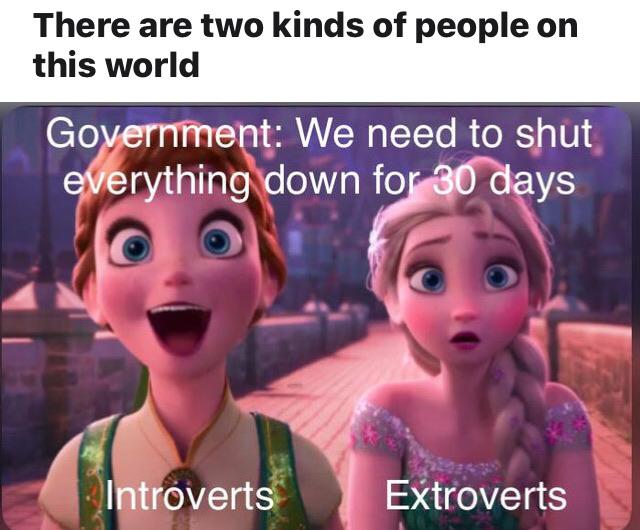 There are two kinds of people on
this world
Government: We need to shut
everything down for 30 days
Introverts
Extroverts